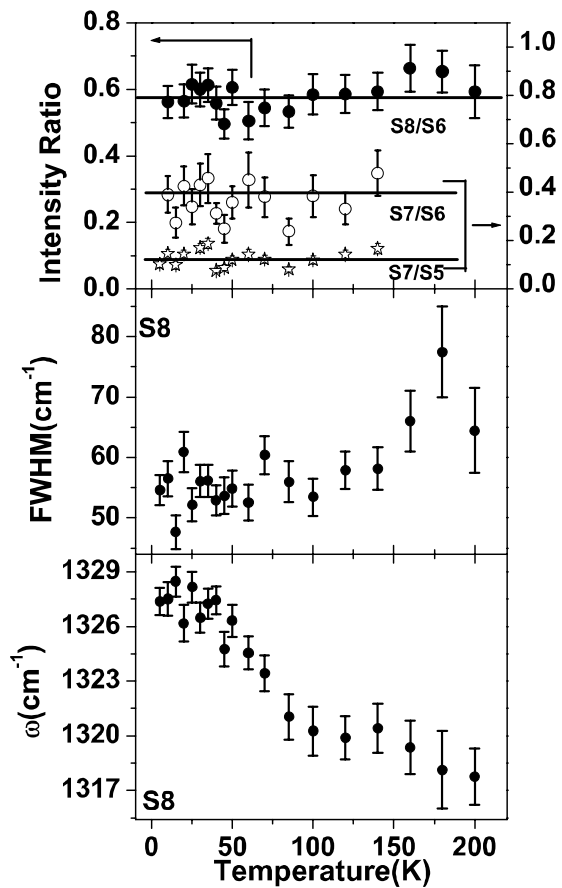 Intensity Ratio
0.8
0.6
0.4
0.2
0.0
1.0
0.8
0.6
0.4
0.2
0.0
S8/S6
S7/S6
S7/S5
S8
FWHM(cm-1)
80
70
60
50
ω(cm-1)
1329
1326
1323
1320
1317
S8
0 50 100 150 200
Temperature(K)